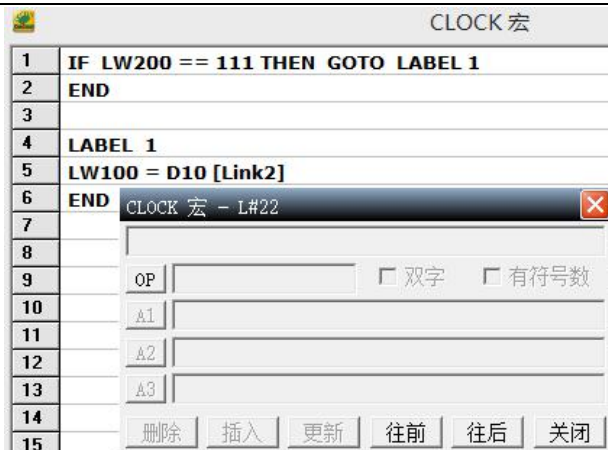 CLOCK 宏
1 IF LW200 == 111 THEN GOTO LABEL 1
2 END
3
4 LABEL 1
5 LW100 = D10 [Link2]
6 END
CLOCK 宏 - L#22
7
8
9 OP 双字 有符号数
10 A1
11
A2
12
13 A3
14
删除 插入 更新 往前 往后 关闭
15